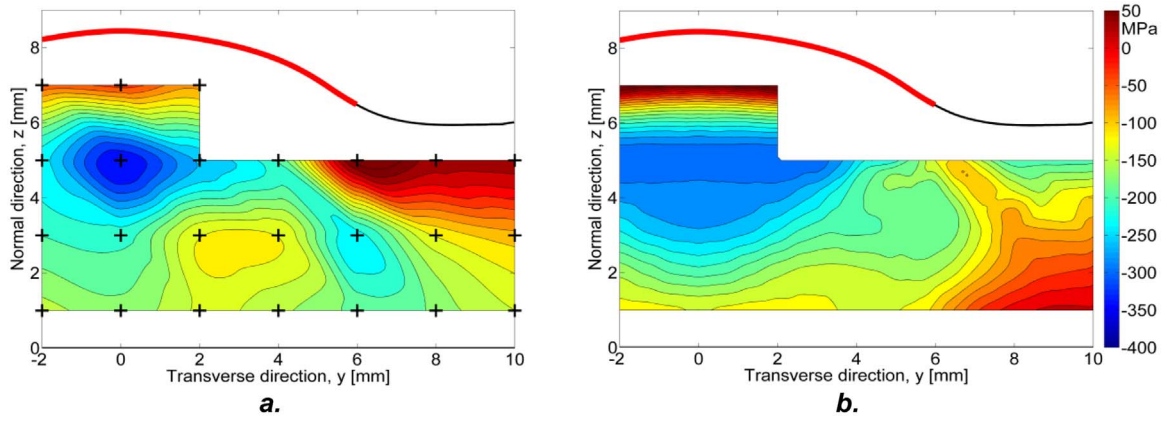 8
6
4
2
0
-2 0 2 4 6 8 10
Normal direction, z [mm]
Transverse direction, y [mm]
a.
8
6
4
2
0
-2 0 2 4 6 8 10
Normal direction, z [mm]
Transverse direction, y [mm]
b.
50
MPa
0
-50
-100
-150
-200
-250
-300
-350
-400